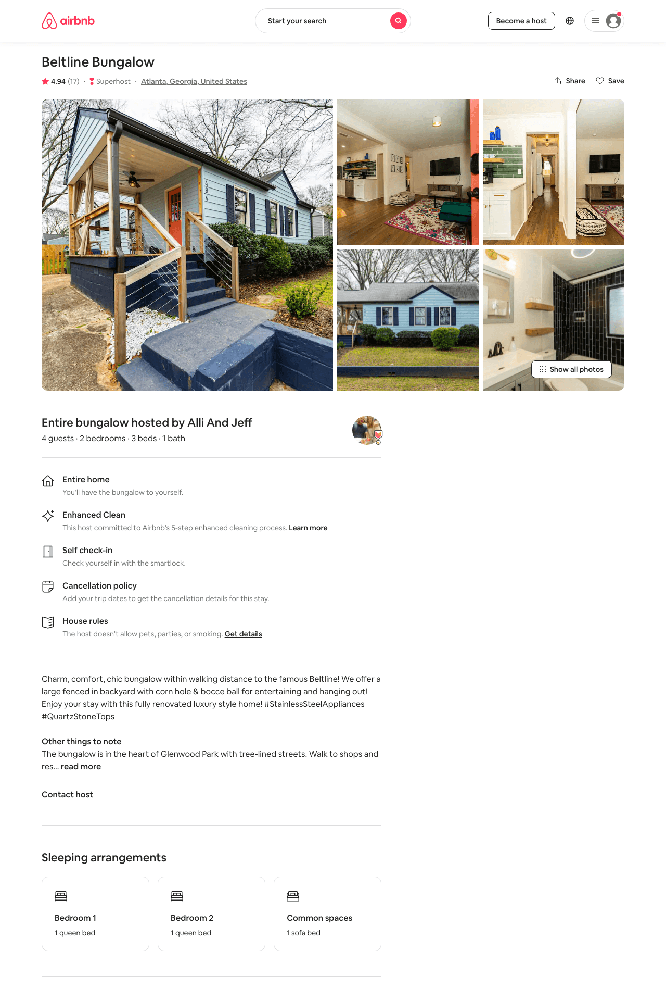 airbnb
Start your search
Become a host
Beltline Bungalow
4.94 (17) · Superhost · Atlanta, Georgia, United States
Share
Save
484
Show all photos
Entire bungalow hosted by Alli And Jeff
4 guests · 2 bedrooms · 3 beds · 1 bath
Entire home
You'll have the bungalow to yourself.
Enhanced Clean
This host committed to Airbnb's 5-step enhanced cleaning process. Learn more
Self check-in
Check yourself in with the smartlock.
Cancellation policy
Add your trip dates to get the cancellation details for this stay.
House rules
The host doesn't allow pets, parties, or smoking. Get details
Charm, comfort, chic bungalow within walking distance to the famous Beltline! We offer a
large fenced in backyard with corn hole & bocce ball for entertaining and hanging out!
Enjoy your stay with this fully renovated luxury style home! #StainlessSteelAppliances
#QuartzStoneTops
Other things to note
The bungalow is in the heart of Glenwood Park with tree-lined streets. Walk to shops and
res... read more
Contact host
Sleeping arrangements
Bedroom 1
1 queen bed
Bedroom 2
1 queen bed
Common spaces
1 sofa bed